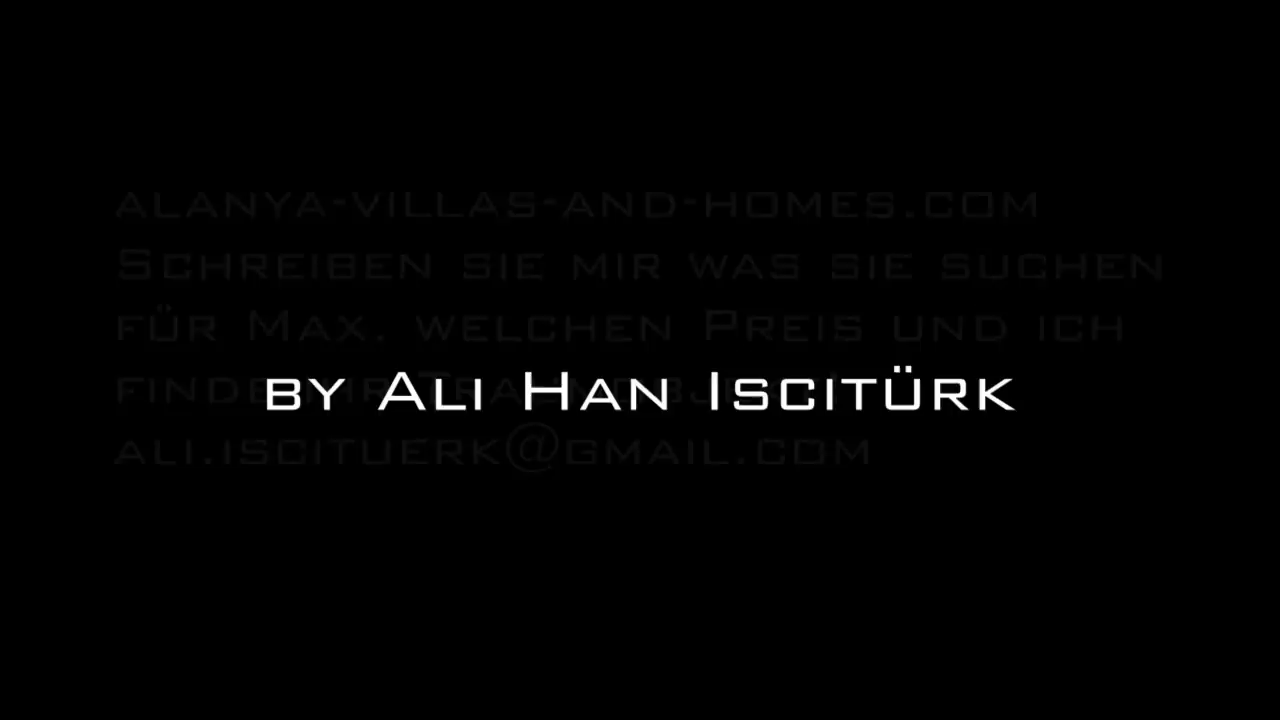 alanya-villas-and-homes.com
Schreiben sie mir was sie suchen
für Max. welchen Preis und ich
finde
by Ali Han Iscitürk
ali.iscituerk@gmail.com